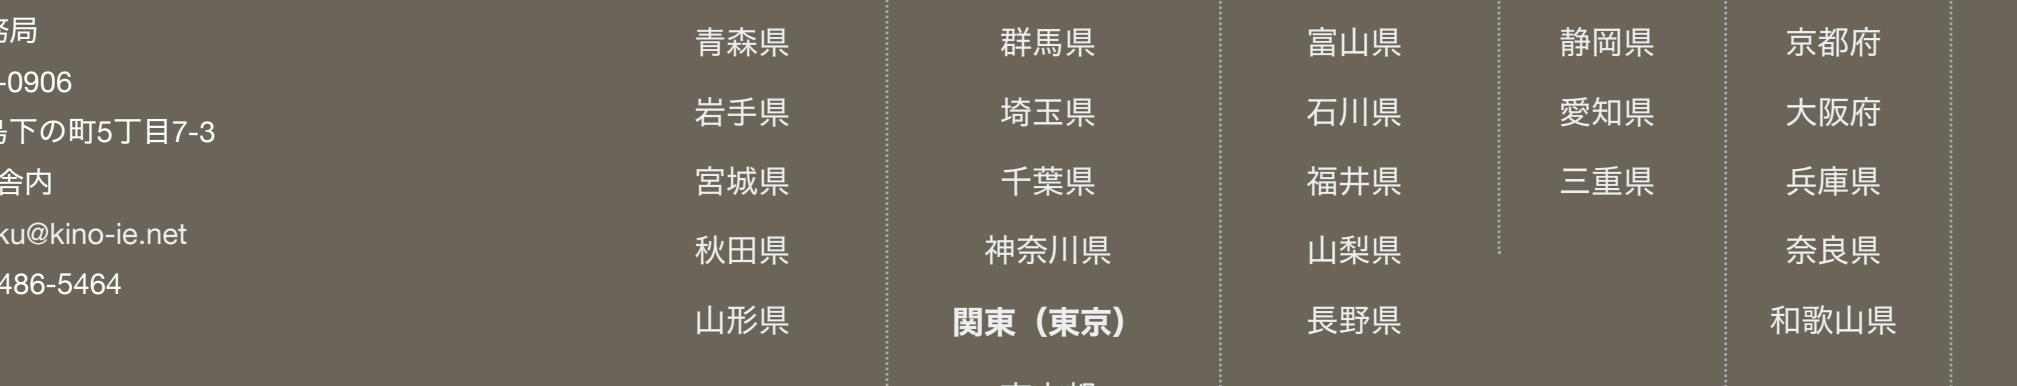 務局
-0906
島下の町5丁目7-3
舎内
ku@kino-ie.net
486-5464
青森県
岩手県
宮城県
秋田県
山形県
群馬県
埼玉県
千葉県
神奈川県
関東（東京）
富山県
石川県
福井県
山梨県
長野県
静岡県
愛知県
三重県
京都府
大阪府
兵庫県
奈良県
和歌山県